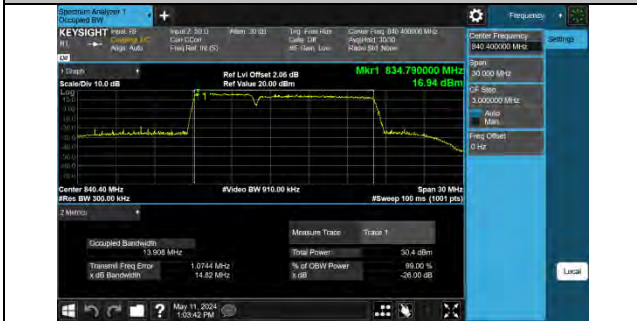 Spectrum Analyzer 1
Occupied BW
Frequency
KEYSIGHT
Input: RF
Coupling: DC
Align: Auto
Input Z: 50 Ω
Corr CCorr
Freq Ref: Int (S)
Atten: 30 dB
Trig: Free Run
Gate: Off
#IF Gain: Low
Center Freq: 840.400000 MHz
Avg|Hold: 10/10
Radio Std: None
Center Frequency
840.400000 MHz
Settings
Span
30.000 MHz
CF Step
3.000000 MHz
Auto
Man
Freq Offset
0 Hz
1 Graph
Scale/Div 10.0 dB
Log
Ref Lvl Offset 2.06 dB
Ref Value 20.00 dBm
Mkr1 834.790000 MHz
16.94 dBm
Center 840.40 MHz
#Res BW 300.00 kHz
#Video BW 910.00 kHz
Span 30 MHz
#Sweep 100 ms (1001 pts)
2 Metrics
Measure Trace
Trace 1
Occupied Bandwidth
13.908 MHz
Total Power
30.4 dBm
Transmit Freq Error
1.0744 MHz
% of OBW Power
99.00 %
x dB Bandwidth
14.82 MHz
x dB
-26.00 dB
Local
May 11, 2024
1:03:42 PM